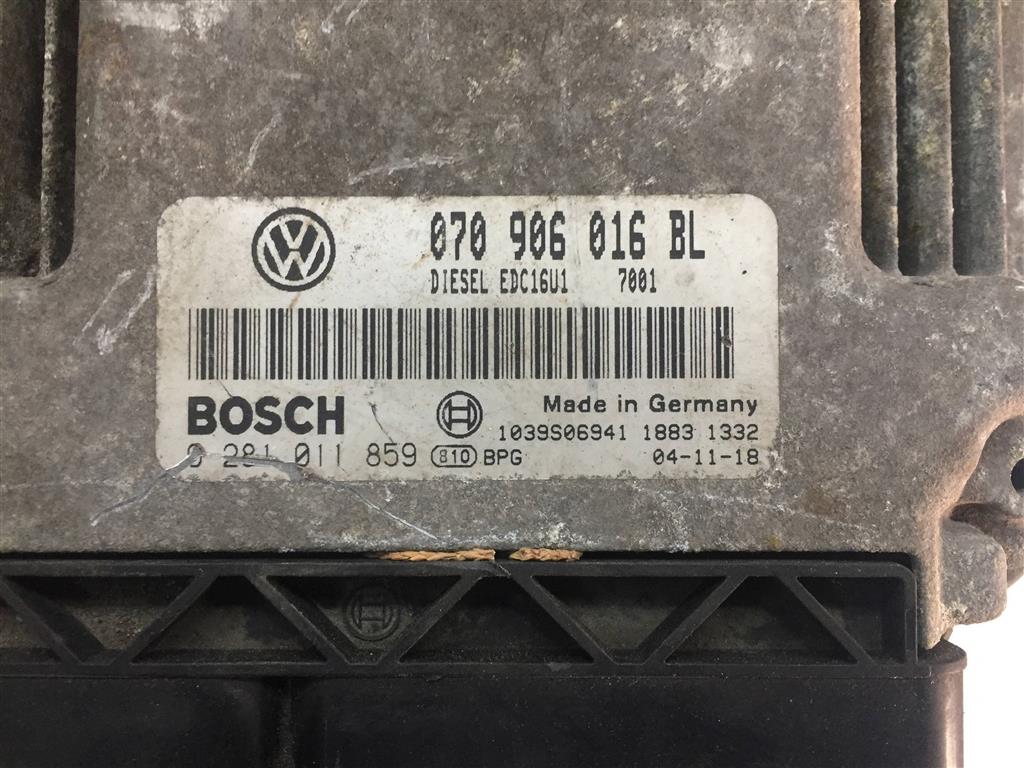 070 906 016 BL
DIESEL EDC16U1 7001
BOSCH
Made in Germany
1039S06941 1883 1332
0 281 011 859 810 BPG 04-11-18